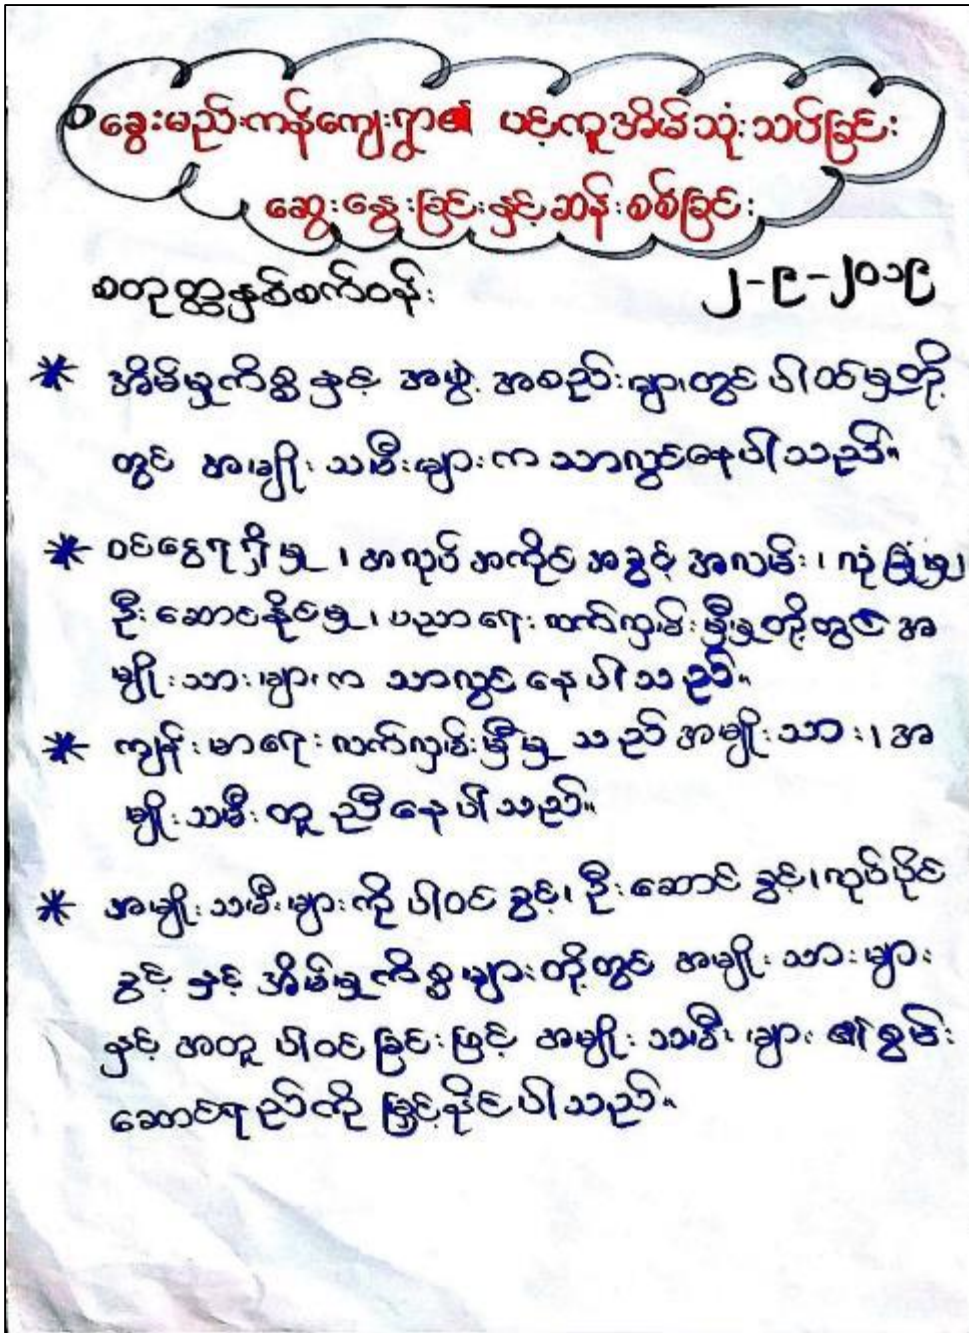 ခွေးမည်းကန်ကျေးရွာ၏ ပင့်ကူအိမ်သုံးသပ်ခြင်း
ဆွေးနွေးခြင်းနှင့်ဆန်းစစ်ခြင်း
စတုတ္ထနှစ်စက်ဝန်း ၂-၉-၂၀၁၉
* အိမ်မှုကိစ္စ နှင့် အဖွဲ့ အစည်းများတွင် ပါဝင်မှုတို့
တွင် အမျိုးသမီးများက သာလွန်နေပါသည်။
* ဝင်ငွေရရှိမှု ၊ အလုပ်အကိုင်အခွင့် အလမ်း ၊ လုံခြုံမှု၊
ဦးဆောင်နိုင်မှု ၊ ပညာရေး လက်လှမ်းမှီမှုတို့တွင် အ
မျိုးသားများက သာလွန်နေပါသည်။
* ကျန်းမာရေး လက်လှမ်းမှီမှု သည် အမျိုးသား ၊ အ
မျိုးသမီး တူညီနေပါသည်။
* အမျိုးသမီးများကို ပါဝင်ခွင့်၊ ဦးဆောင်ခွင့်၊ လုပ်ပိုင်
ခွင့် နှင့် အိမ်မှုကိစ္စများတို့တွင် အမျိုးသားများ
နှင့် အတူ ပါဝင်ခြင်းဖြင့် အမျိုးသမီးများ ၏ စွမ်း
ဆောင်ရည်ကို မြှင့်နိုင်ပါသည်။